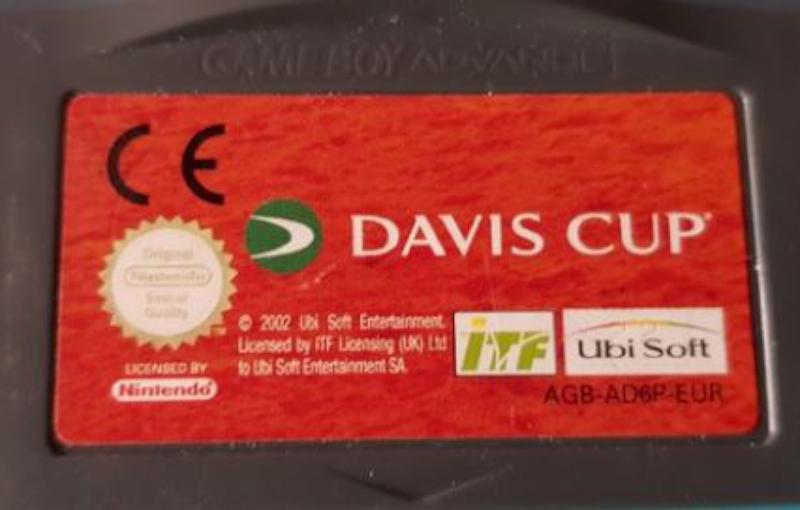 GAME BOY ADVANCE
CE
DAVIS CUP
Original
Nintendo
Seal of
Quality
© 2002 Ubi Soft Entertainment.
Licensed by ITF Licensing (UK) Ltd
to Ubi Soft Entertainment SA.
ITF
Ubi Soft
LICENSED BY
Nintendo
AGB-AD6P-EUR